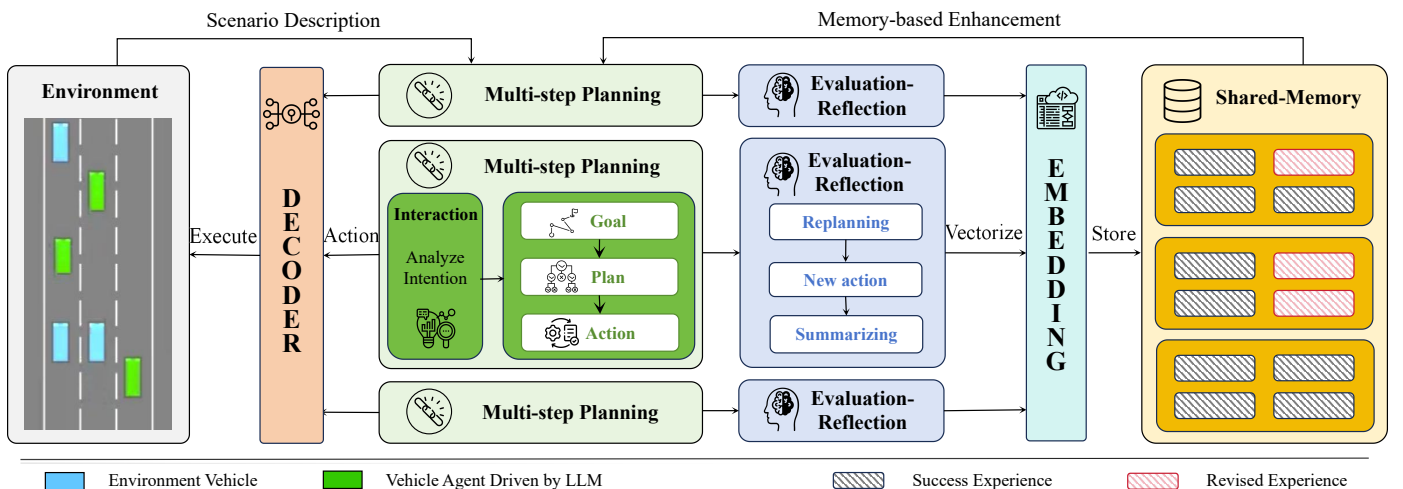 Scenario Description
Memory-based Enhancement
Environment
DECODER
Execute
Action
Multi-step Planning
Multi-step Planning
Interaction
Analyze
Intention
Goal
Plan
Action
Multi-step Planning
Evaluation-
Reflection
Evaluation-
Reflection
Replanning
New action
Summarizing
Evaluation-
Reflection
Vectorize
EMBEDDING
Store
Shared-Memory
Environment Vehicle
Vehicle Agent Driven by LLM
Success Experience
Revised Experience